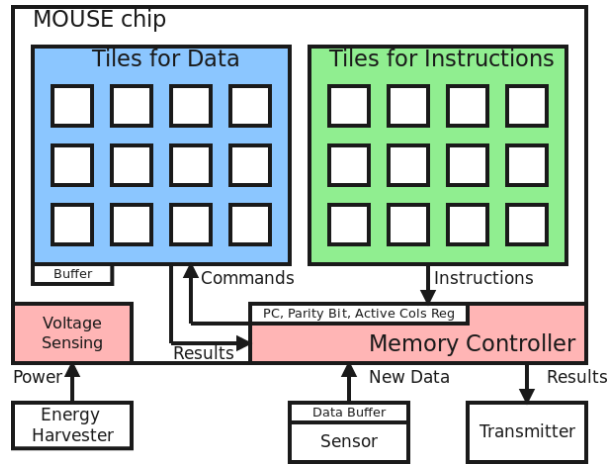 MOUSE chip
Tiles for Data
Tiles for Instructions
Buffer
Commands
Instructions
PC, Parity Bit, Active Cols Reg
Voltage
Sensing
Results
Memory Controller
Power
New Data
Results
Energy
Harvester
Data Buffer
Sensor
Transmitter